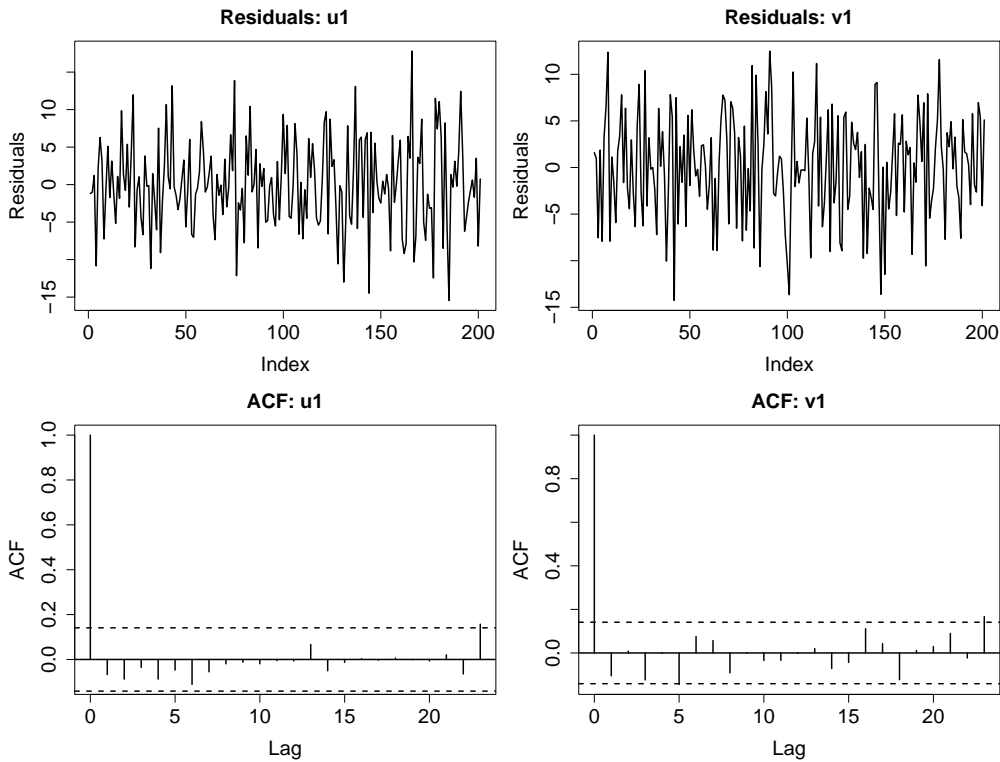 Residuals: u1
Residuals
−15 −5 0 5 10
0 50 100 150 200
Index
Residuals: v1
Residuals
−15 −5 0 5 10
0 50 100 150 200
Index
ACF: u1
ACF
0.0 0.2 0.4 0.6 0.8 1.0
0 5 10 15 20
Lag
ACF: v1
ACF
0.0 0.4 0.8
0 5 10 15 20
Lag